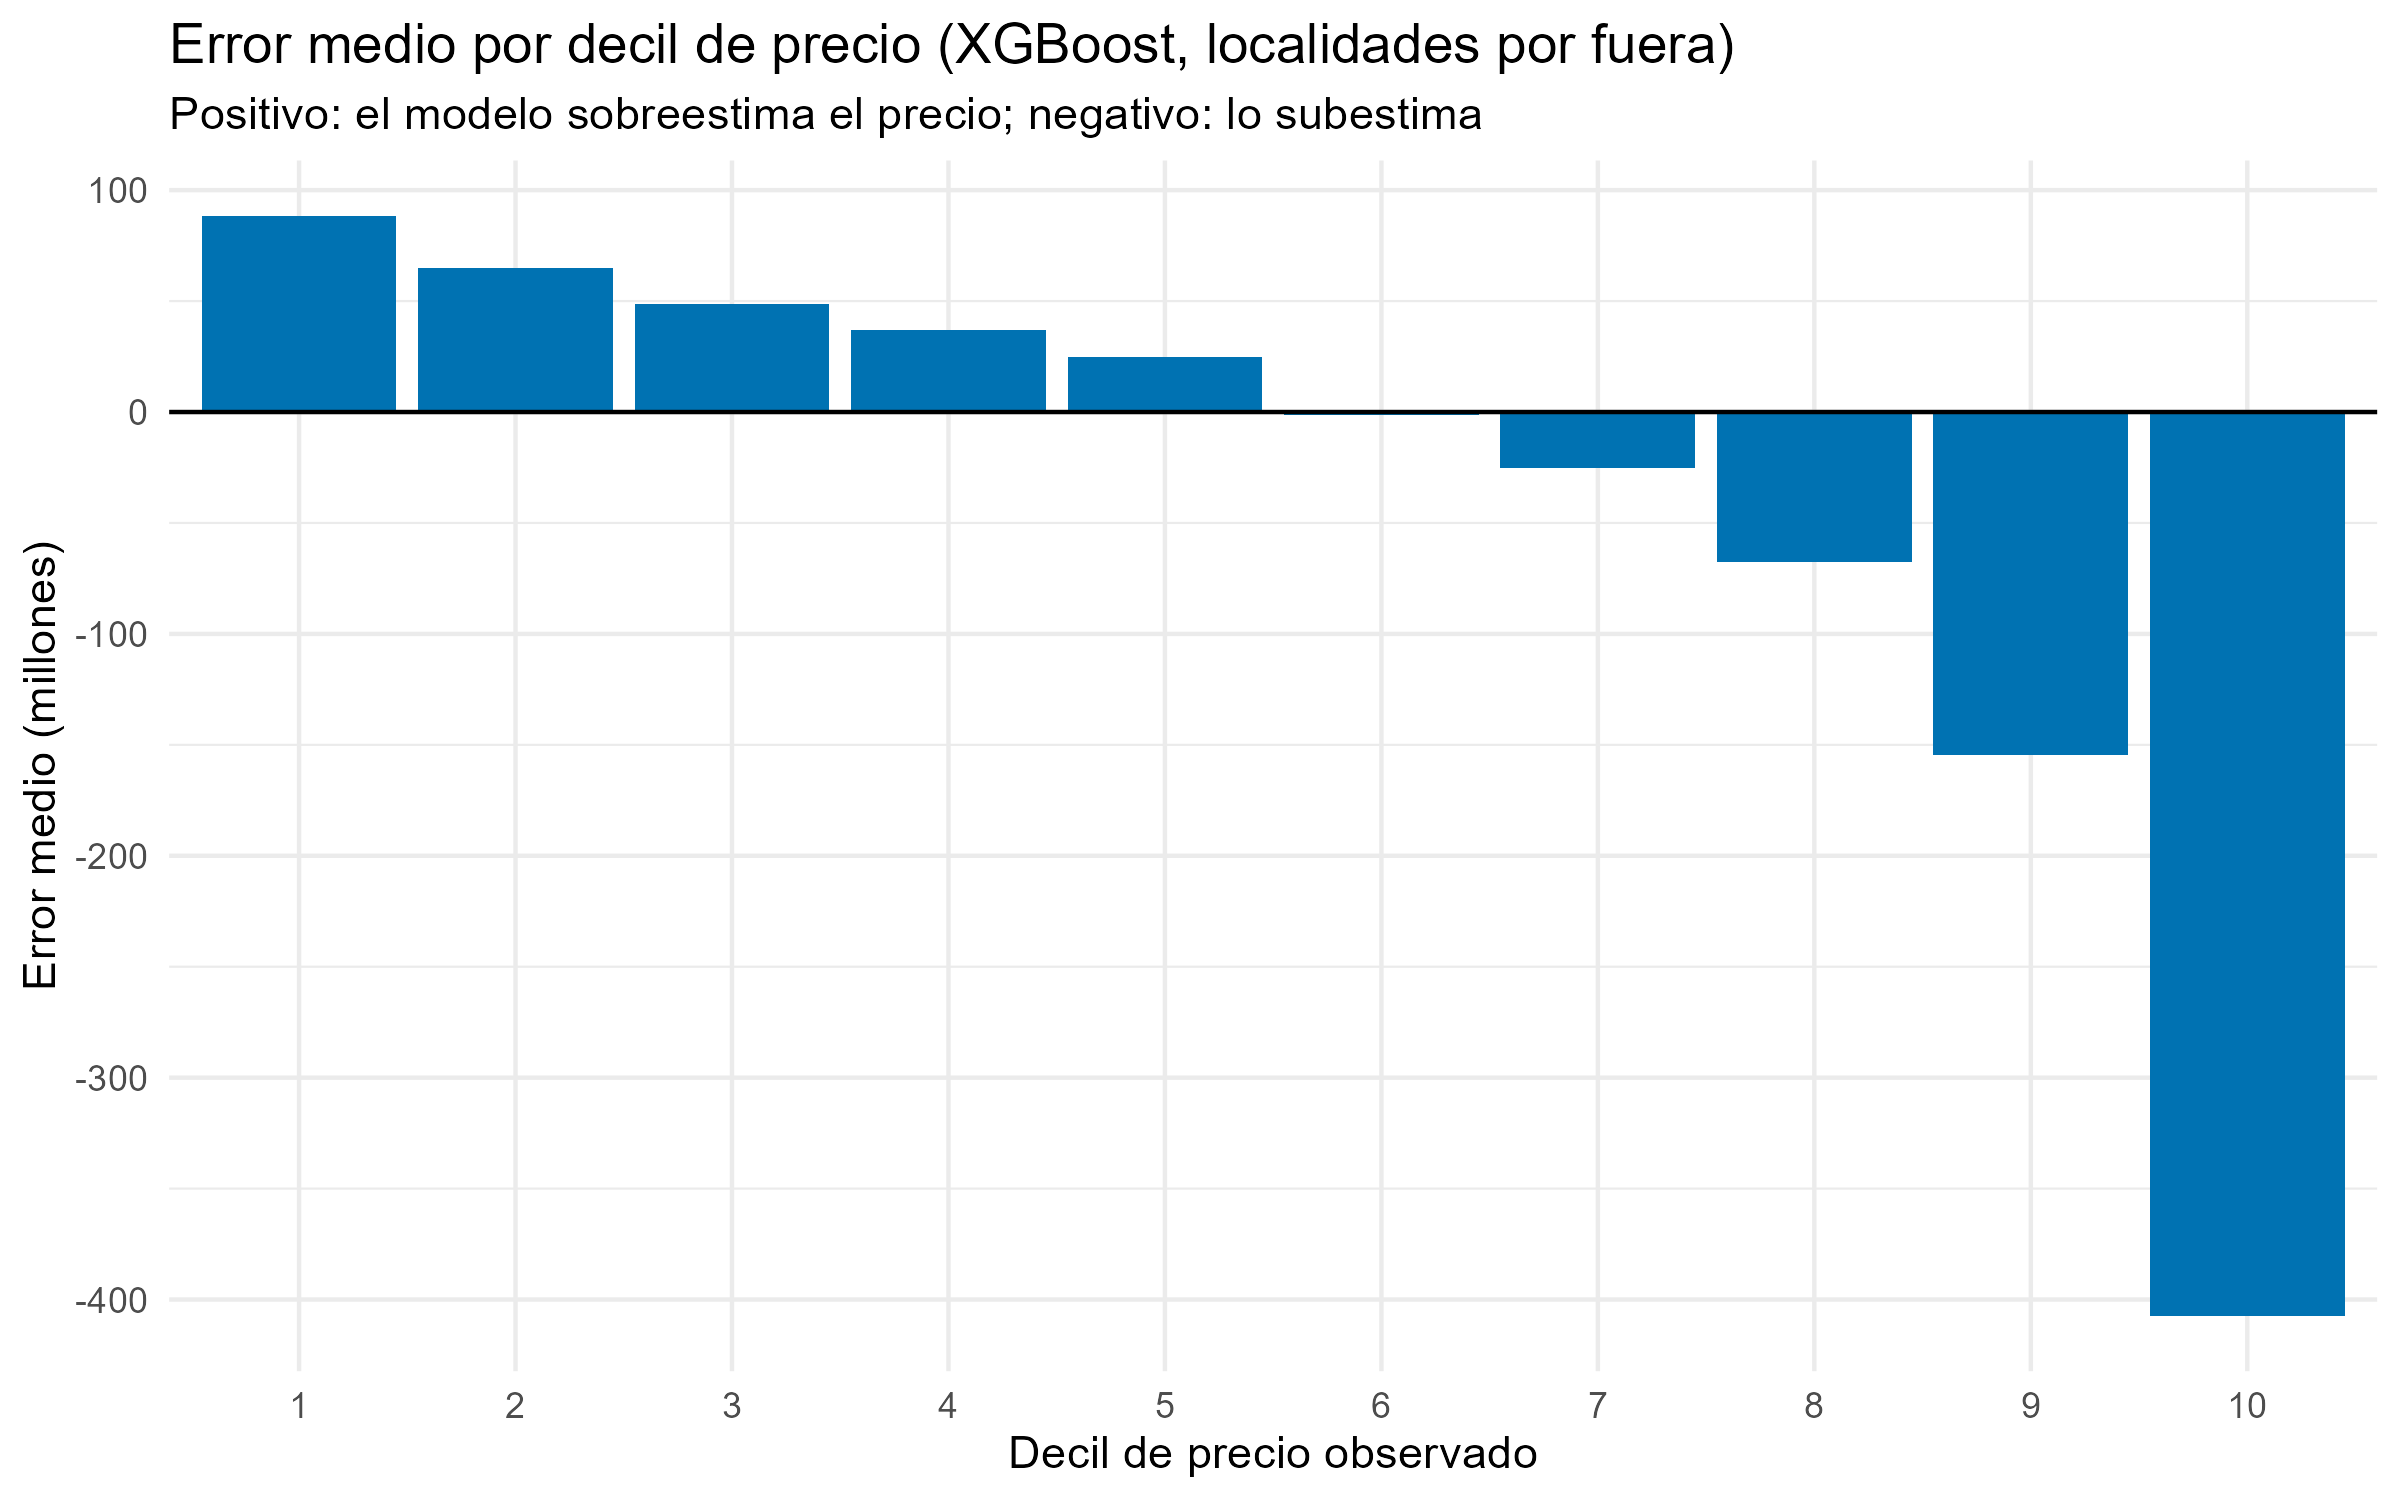 Error medio por decil de precio (XGBoost, localidades por fuera)
Positivo: el modelo sobreestima el precio; negativo: lo subestima
Error medio (millones)
100
0
-100
-200
-300
-400
1 2 3 4 5 6 7 8 9 10
Decil de precio observado